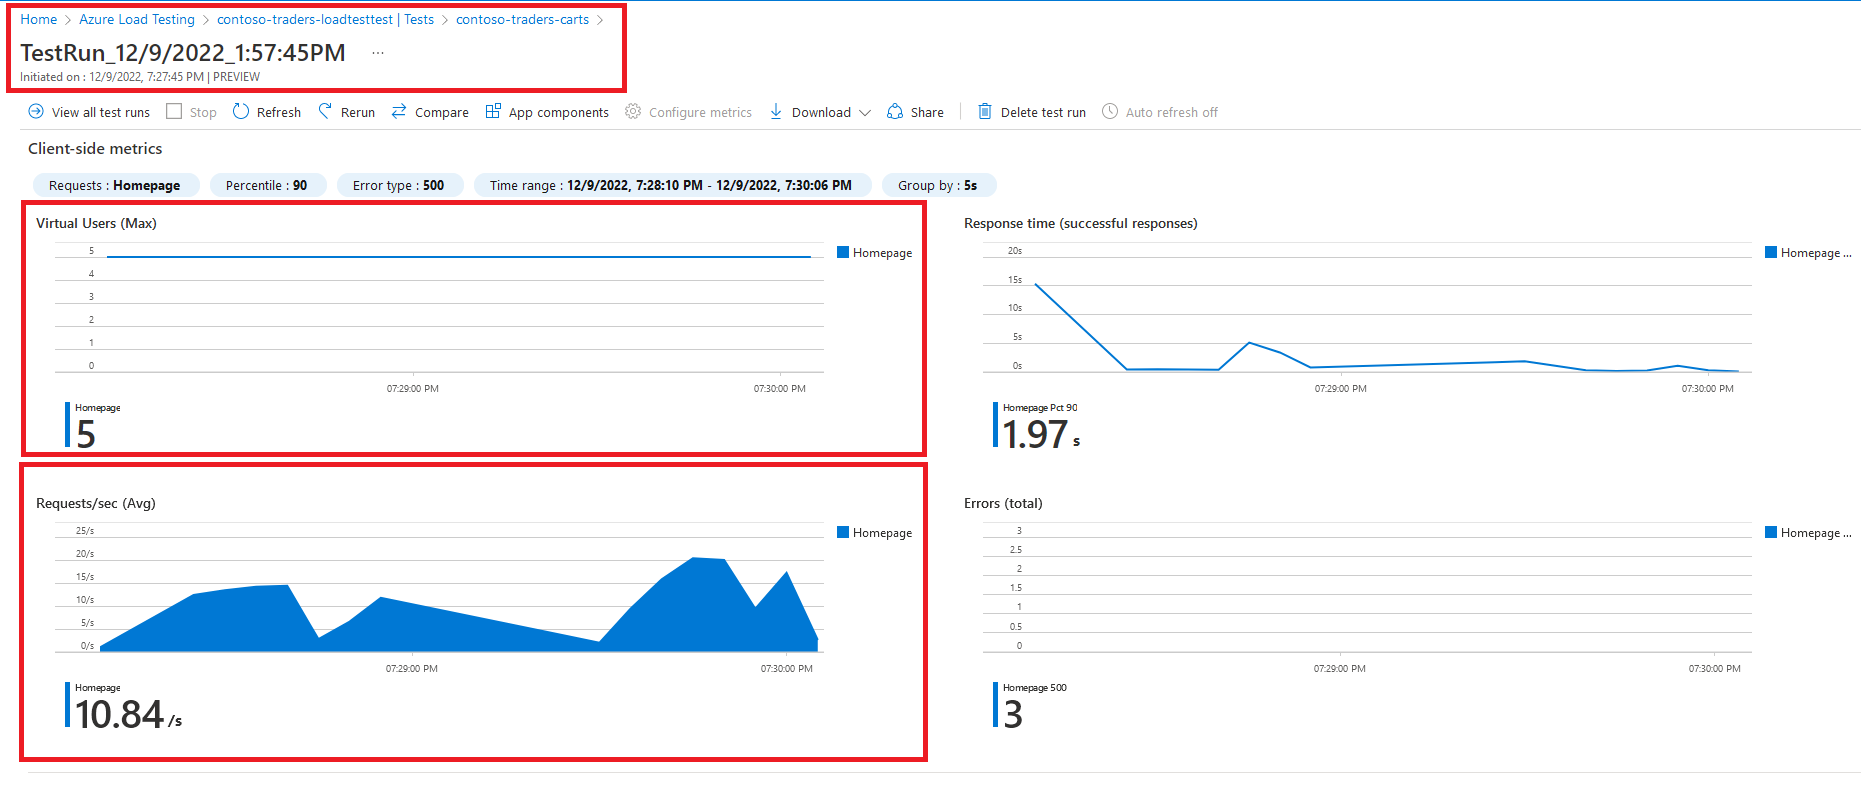 Home > Azure Load Testing > contoso-traders-loadtesttest | Tests > contoso-traders-carts >
TestRun_12/9/2022_1:57:45PM ...
Initiated on : 12/9/2022, 7:27:45 PM | PREVIEW
View all test runs Stop Refresh Rerun Compare App components Configure metrics Download Share Delete test run Auto refresh off
Client-side metrics
Requests : Homepage Percentile : 90 Error type : 500 Time range : 12/9/2022, 7:28:10 PM - 12/9/2022, 7:30:06 PM Group by : 5s
Virtual Users (Max)
5
4
3
2
1
0
07:29:00 PM 07:30:00 PM
Homepage
Homepage
5
Response time (successful responses)
20s
15s
10s
5s
0s
07:29:00 PM 07:30:00 PM
Homepage ...
Homepage Pct 90
1.97 s
Requests/sec (Avg)
25/s
20/s
15/s
10/s
5/s
0/s
07:29:00 PM 07:30:00 PM
Homepage
Homepage
10.84 /s
Errors (total)
3
2.5
2
1.5
1
0.5
0
07:29:00 PM 07:30:00 PM
Homepage ...
Homepage 500
3